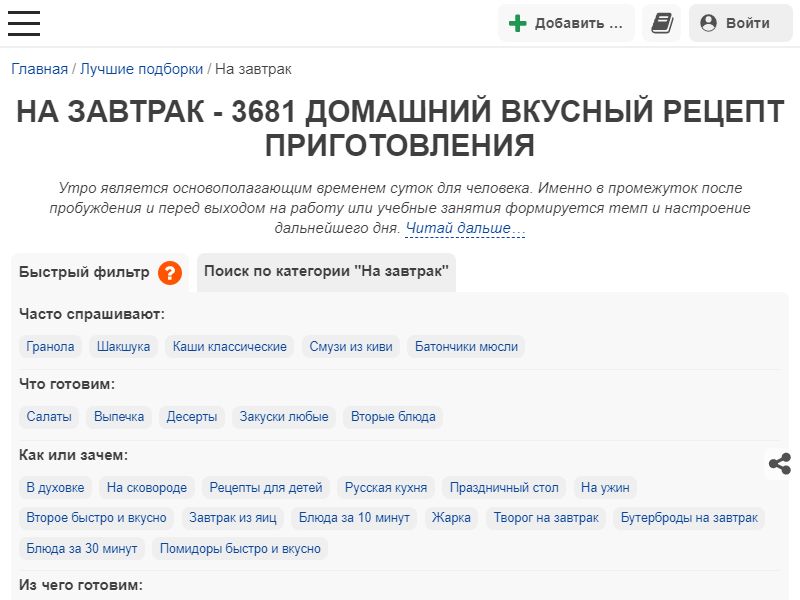 Добавить ...
Войти
Главная / Лучшие подборки / На завтрак
НА ЗАВТРАК - 3681 ДОМАШНИЙ ВКУСНЫЙ РЕЦЕПТ
ПРИГОТОВЛЕНИЯ
Утро является основополагающим временем суток для человека. Именно в промежуток после
пробуждения и перед выходом на работу или учебные занятия формируется темп и настроение
дальнейшего дня. Читай дальше…
Быстрый фильтр ?
Поиск по категории "На завтрак"
Часто спрашивают:
Гранола Шакшука Каши классические Смузи из киви Батончики мюсли
Что готовим:
Салаты Выпечка Десерты Закуски любые Вторые блюда
Как или зачем:
В духовке На сковороде Рецепты для детей Русская кухня Праздничный стол На ужин
Второе быстро и вкусно Завтрак из яиц Блюда за 10 минут Жарка Творог на завтрак Бутерброды на завтрак
Блюда за 30 минут Помидоры быстро и вкусно
Из чего готовим: